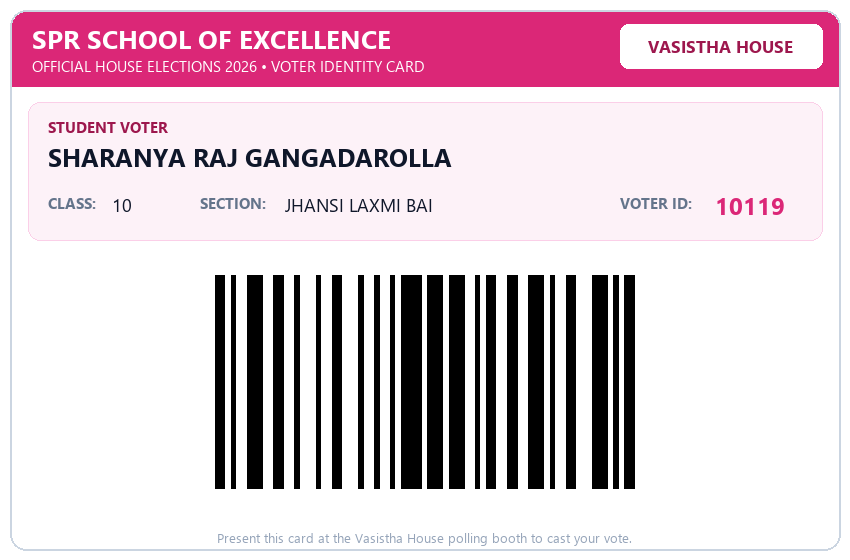 SPR SCHOOL OF EXCELLENCE
OFFICIAL HOUSE ELECTIONS 2026 • VOTER IDENTITY CARD
VASISTHA HOUSE
STUDENT VOTER
SHARANYA RAJ GANGADAROLLA
CLASS: 10 SECTION: JHANSI LAXMI BAI VOTER ID: 10119
Present this card at the Vasistha House polling booth to cast your vote.